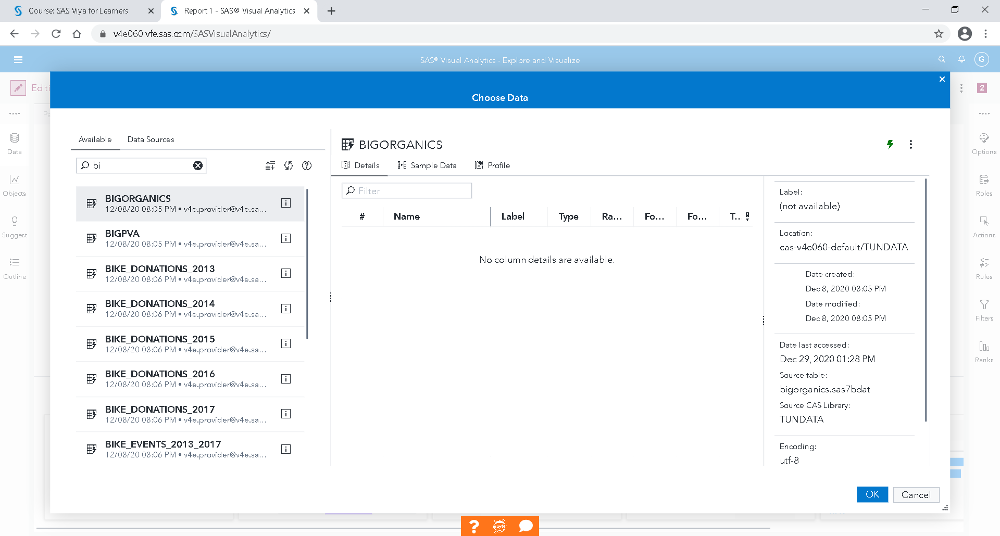 Course: SAS Viya for Learners
Report 1 - SAS® Visual Analytics
v4e060.vfe.sas.com/SASVisualAnalytics/
SAS® Visual Analytics - Explore and Visualize
G
Editi
2
Choose Data
Pa
Data
Objects
Suggest
Outline
Available
Data Sources
bi
BIGORGANICS
12/08/20 08:05 PM • v4e.provider@v4e.sa...
BIGPVA
12/08/20 08:05 PM • v4e.provider@v4e.sa...
BIKE_DONATIONS_2013
12/08/20 08:06 PM • v4e.provider@v4e.sa...
BIKE_DONATIONS_2014
12/08/20 08:06 PM • v4e.provider@v4e.sa...
BIKE_DONATIONS_2015
12/08/20 08:06 PM • v4e.provider@v4e.sa...
BIKE_DONATIONS_2016
12/08/20 08:06 PM • v4e.provider@v4e.sa...
BIKE_DONATIONS_2017
12/08/20 08:06 PM • v4e.provider@v4e.sa...
BIKE_EVENTS_2013_2017
12/08/20 08:06 PM • v4e.provider@v4e.sa...
BIGORGANICS
Details
Sample Data
Profile
Filter
# Name Label Type Ra... Fo... Fo... T...
No column details are available.
Label:
(not available)
Location:
cas-v4e060-default/TUNDATA
Date created:
Dec 8, 2020 08:05 PM
Date modified:
Dec 8, 2020 08:05 PM
Date last accessed:
Dec 29, 2020 01:28 PM
Source table:
bigorganics.sas7bdat
Source CAS Library:
TUNDATA
Encoding:
utf-8
OK
Cancel
Options
Roles
Actions
Rules
Filters
Ranks
jupyter